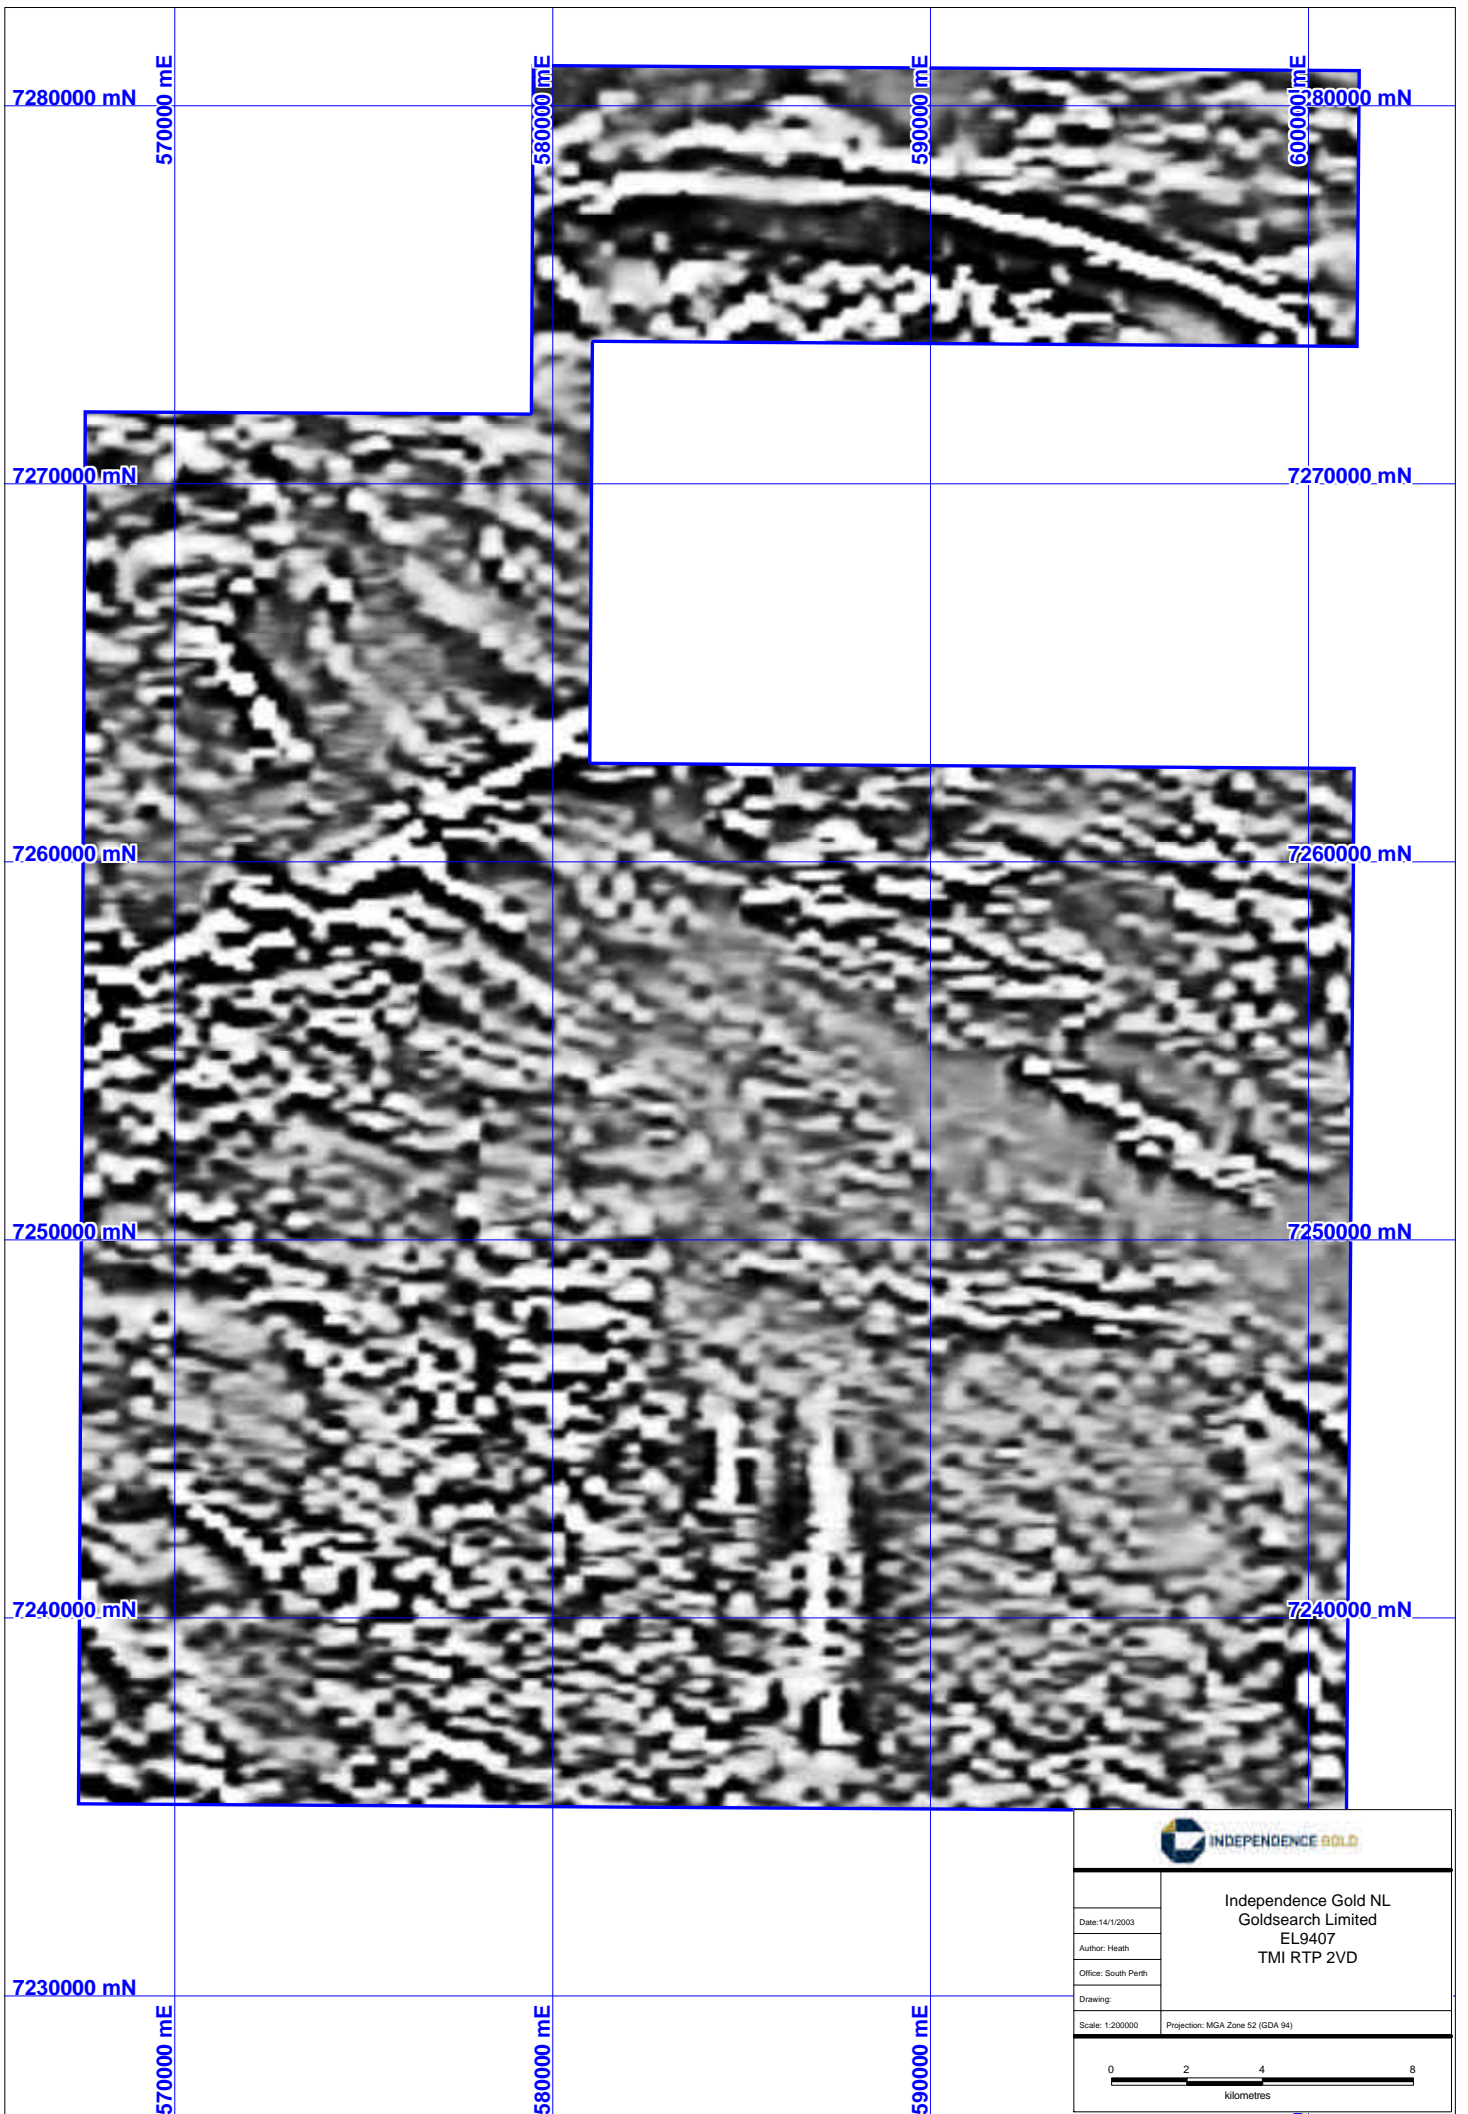 570000 mE
580000 mE
590000 mE
600000 mE
7280000 mN
280000 mN
7270000 mN
7270000 mN
7260000 mN
7260000 mN
7250000 mN
7250000 mN
7240000 mN
7240000 mN
7230000 mN
570000 mE
580000 mE
590000 mE
INDEPENDENCE GOLD
Independence Gold NL
Goldsearch Limited
EL9407
TMI RTP 2VD
Date:14/1/2003
Author: Heath
Office: South Perth
Drawing:
Scale: 1:200000
Projection: MGA Zone 52 (GDA 94)
0 2 4 8
kilometres